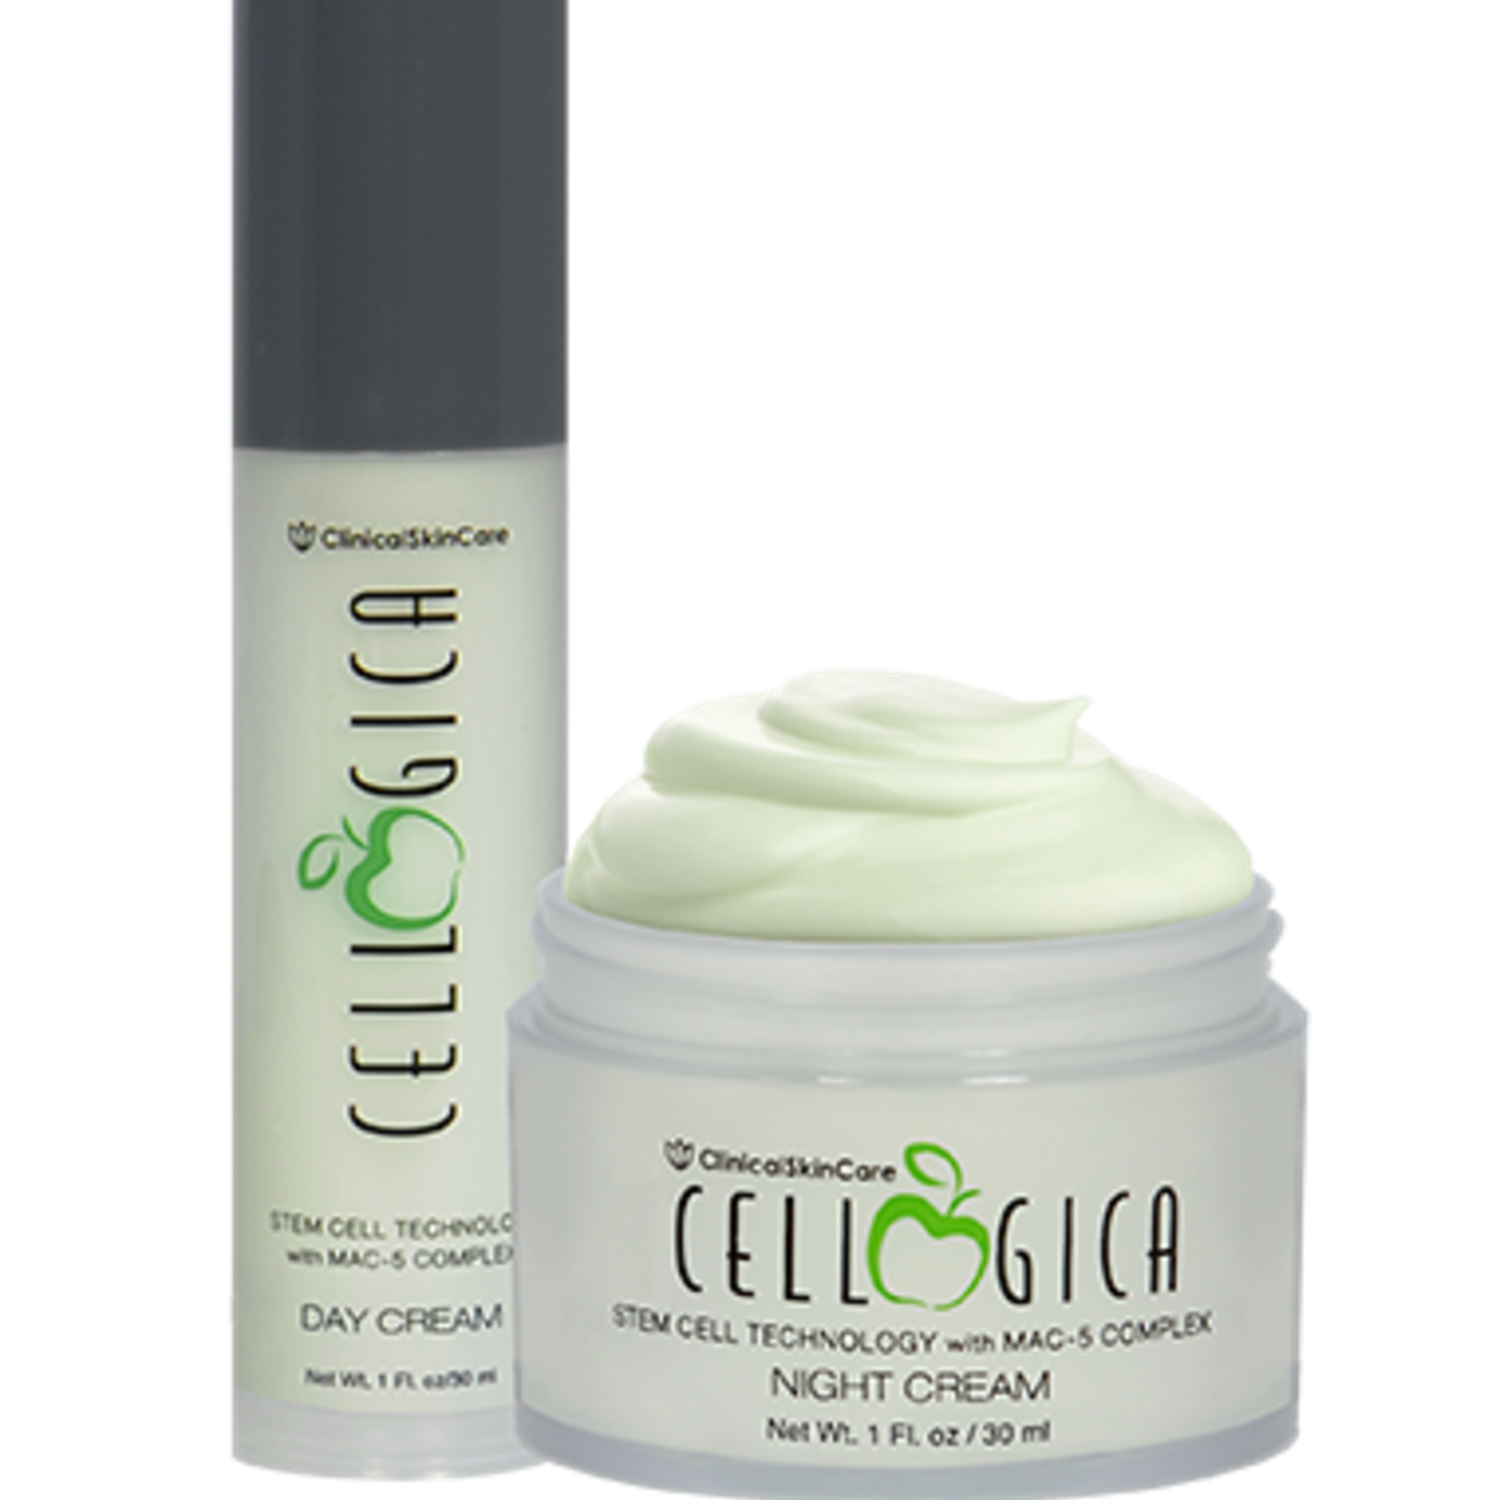 ClinicalSkinCare
CELLOGICA
STEM CELL TECHNOLO
with MAC-5 COMPLEX
DAY CREAM
Net Wt. 1 Fl. oz/30 ml
ClinicalSkinCare
CELLOGICA
STEM CELL TECHNOLOGY with MAC-5 COMPLEX
NIGHT CREAM
Net Wt. 1 Fl. oz / 30 ml